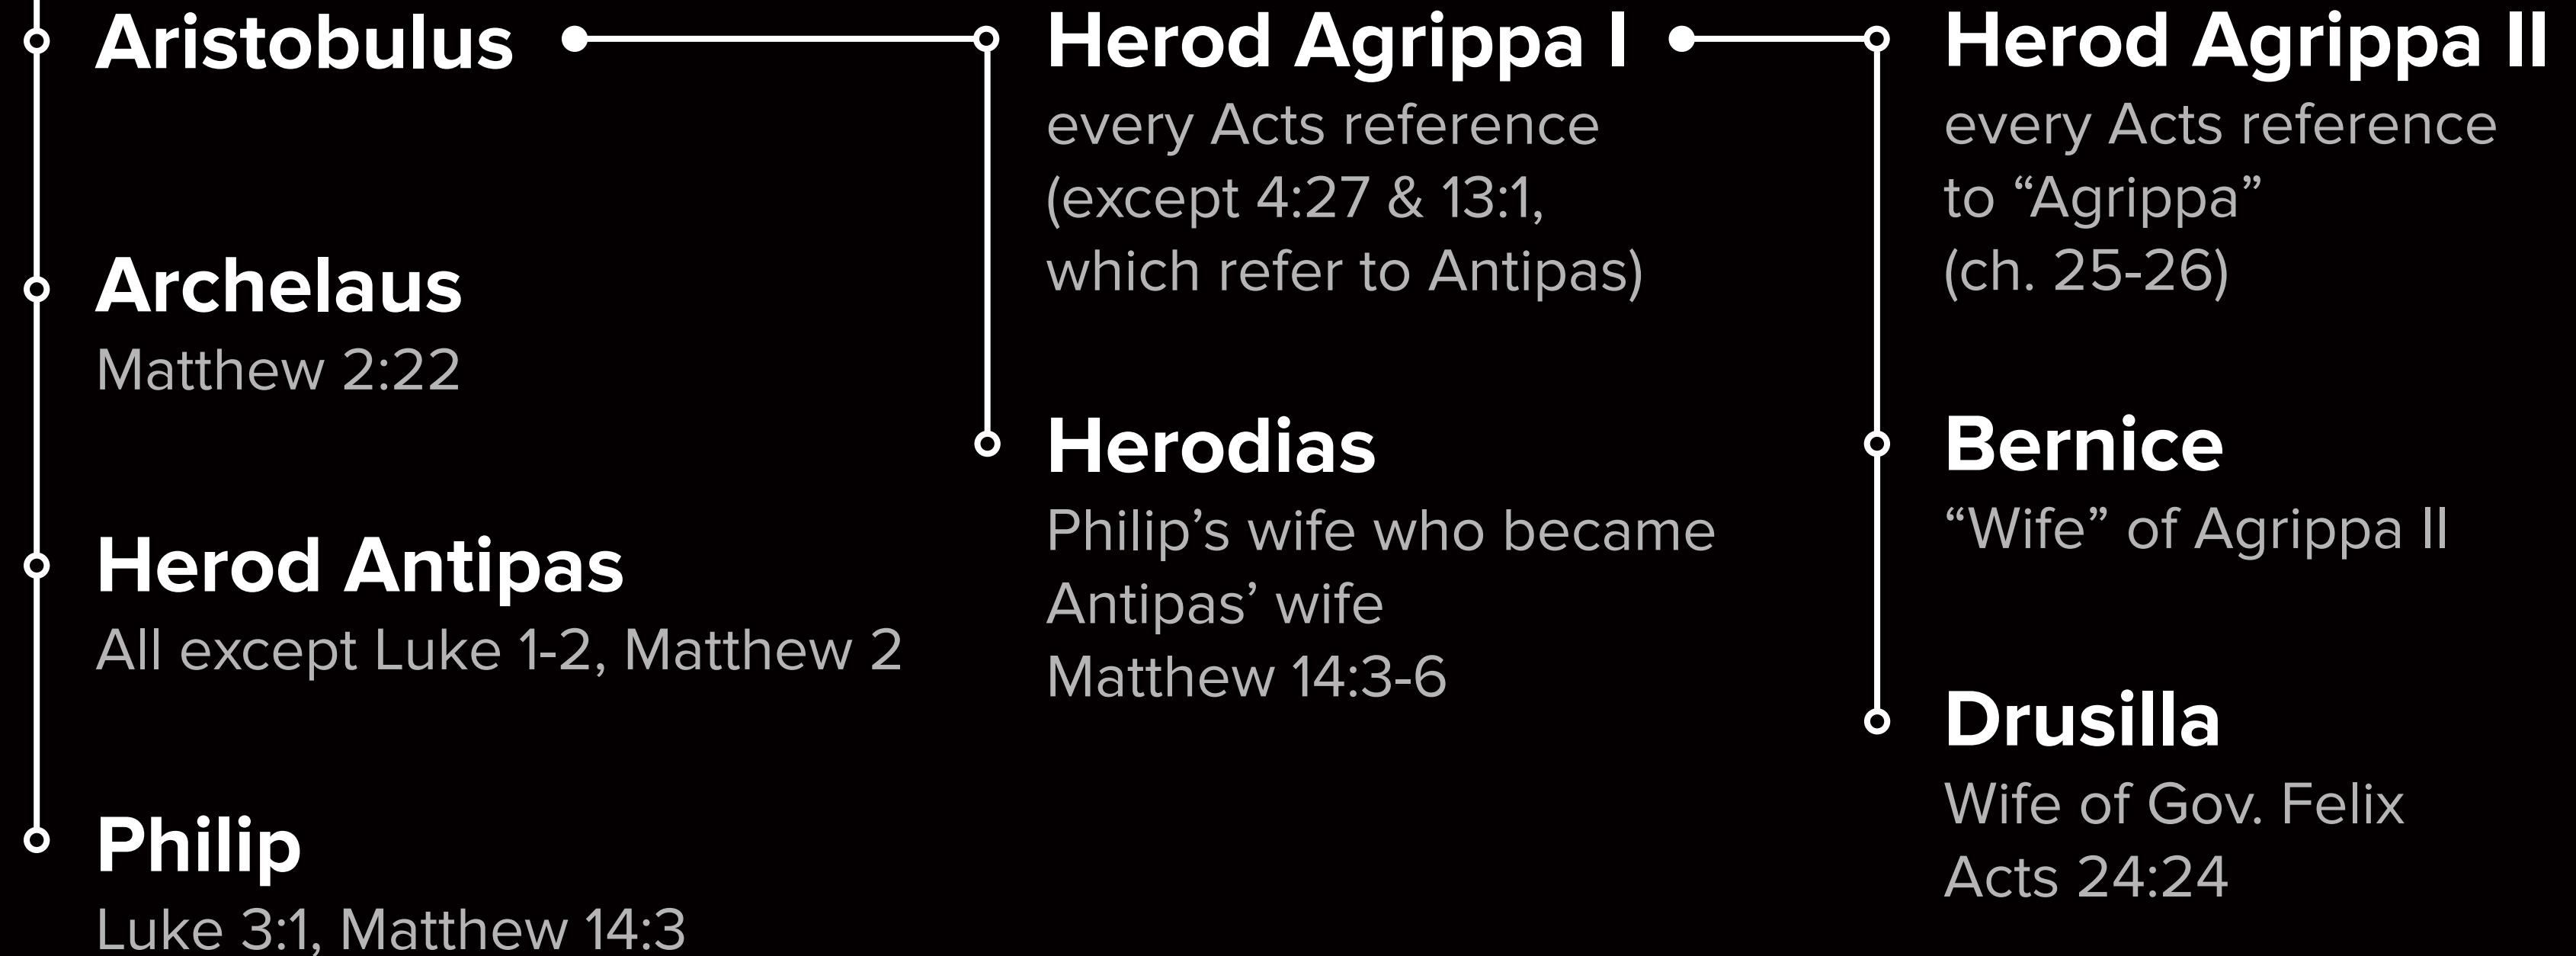 Aristobulus
Archelaus
Matthew 2:22
Herod Antipas
All except Luke 1-2, Matthew 2
Philip
Luke 3:1, Matthew 14:3
Herod Agrippa I
every Acts reference
(except 4:27 & 13:1,
which refer to Antipas)
Herodias
Philip’s wife who became
Antipas’ wife
Matthew 14:3-6
Herod Agrippa II
every Acts reference
to “Agrippa”
(ch. 25-26)
Bernice
“Wife” of Agrippa II
Drusilla
Wife of Gov. Felix
Acts 24:24